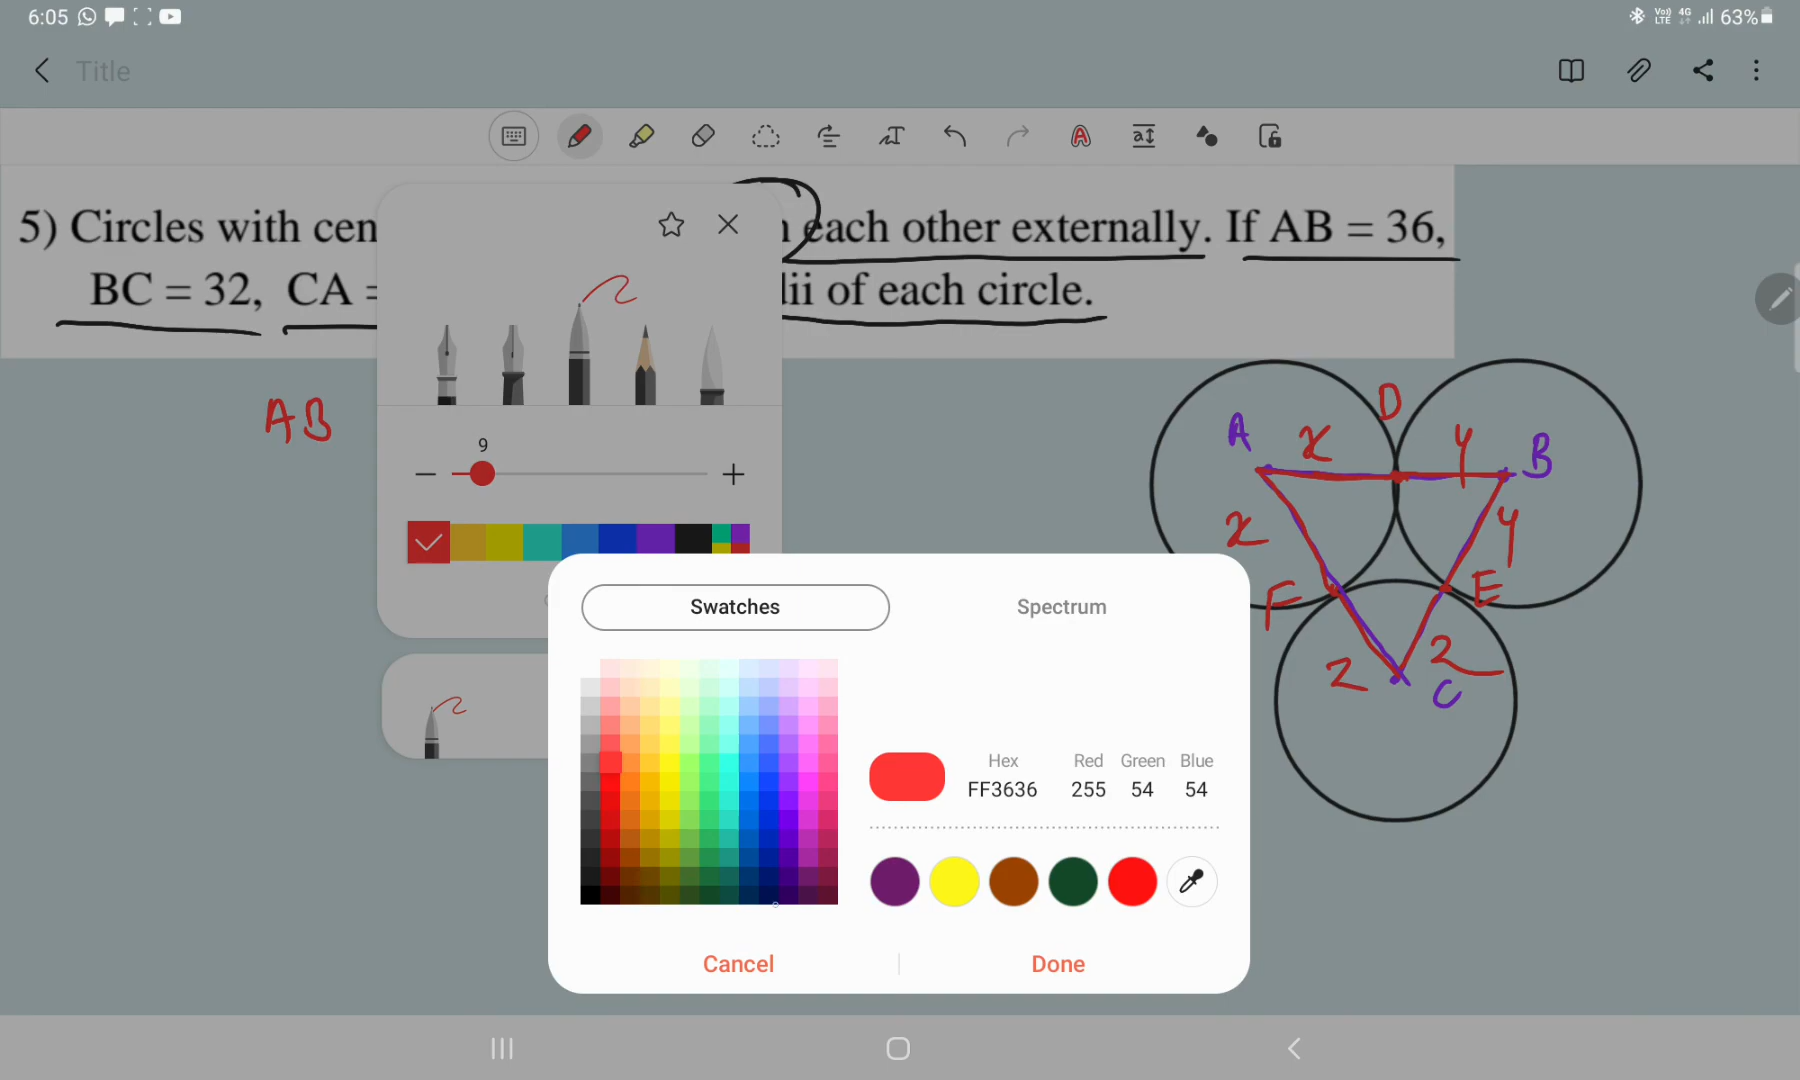 6:05
63%
Title
5) Circles with cen each other externally. If AB = 36,
BC = 32, CA = dii of each circle.
AB
9
A x D y B
x y
F E
z z
C
Swatches Spectrum
Hex Red Green Blue
FF3636 255 54 54
Cancel Done